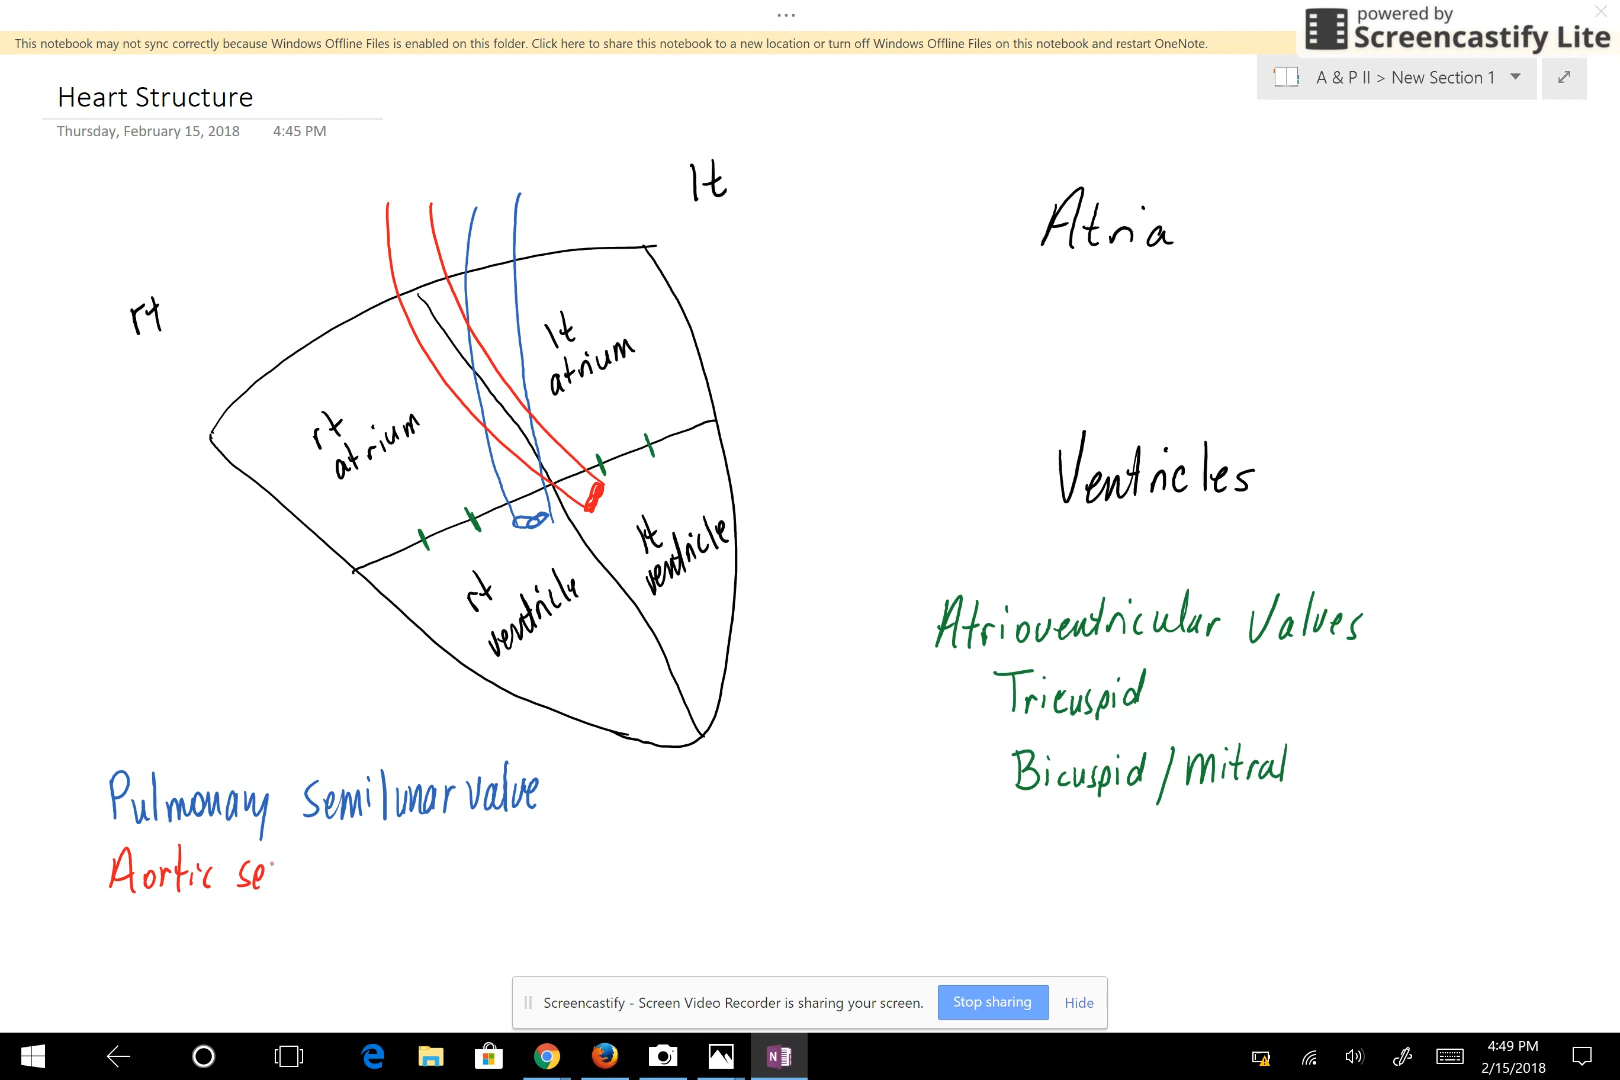 powered by
Screencastify Lite
This notebook may not sync correctly because Windows Offline Files is enabled on this folder. Click here to share this notebook to a new location or turn off Windows Offline Files on this notebook and restart OneNote.
A & P II > New Section 1
Heart Structure
Thursday, February 15, 2018 4:45 PM
lt
rt
Atria
lt
atrium
rt
atrium
Ventricles
lt
ventricle
rt
ventricle
Atrioventricular Valves
Tricuspid
Bicuspid / Mitral
Pulmonary semilunar valve
Aortic se
Screencastify - Screen Video Recorder is sharing your screen.
Stop sharing
Hide
4:49 PM
2/15/2018